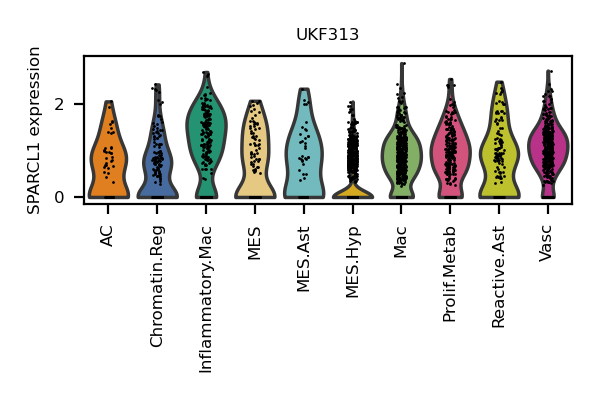 UKF313
SPARCL1 expression
2
0
AC
Chromatin.Reg
Inflammatory.Mac
MES
MES.Ast
MES.Hyp
Mac
Prolif.Metab
Reactive.Ast
Vasc